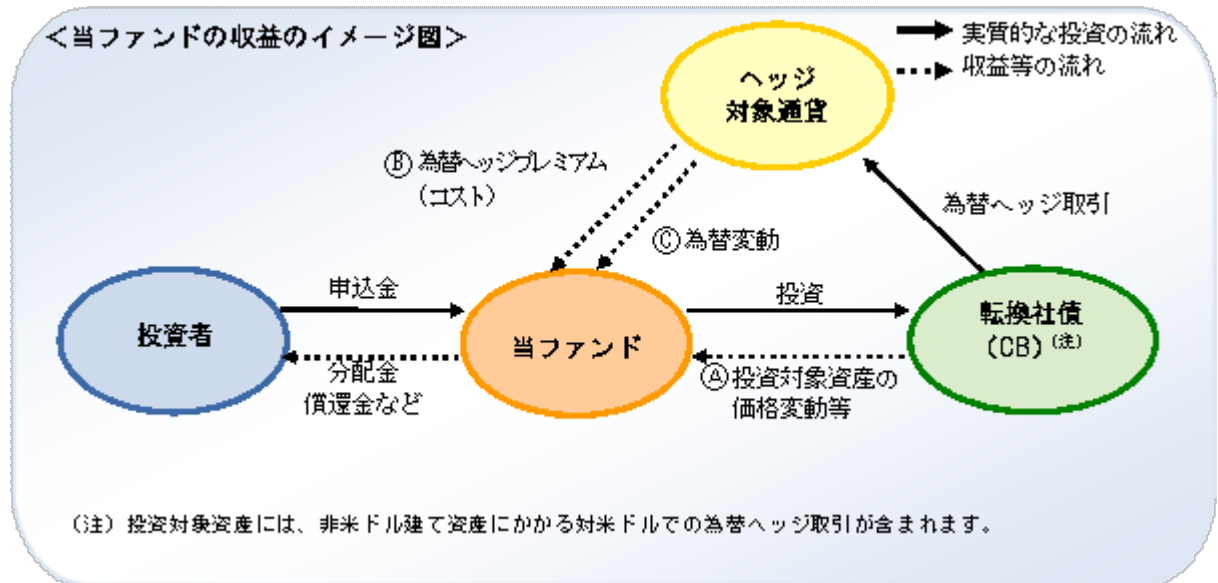 ＜当ファンドの収益のイメージ図＞
実質的な投資の流れ
収益等の流れ
ヘッジ
対象通貨
Ⓑ為替ヘッジプレミアム
（コスト）
Ⓒ為替変動
為替ヘッジ取引
投資者
申込金
分配金
償還金など
当ファンド
投資
Ⓐ投資対象資産の
価格変動等
転換社債
（CB）（注）
（注）投資対象資産には、非米ドル建て資産にかかる対米ドルでの為替ヘッジ取引が含まれます。